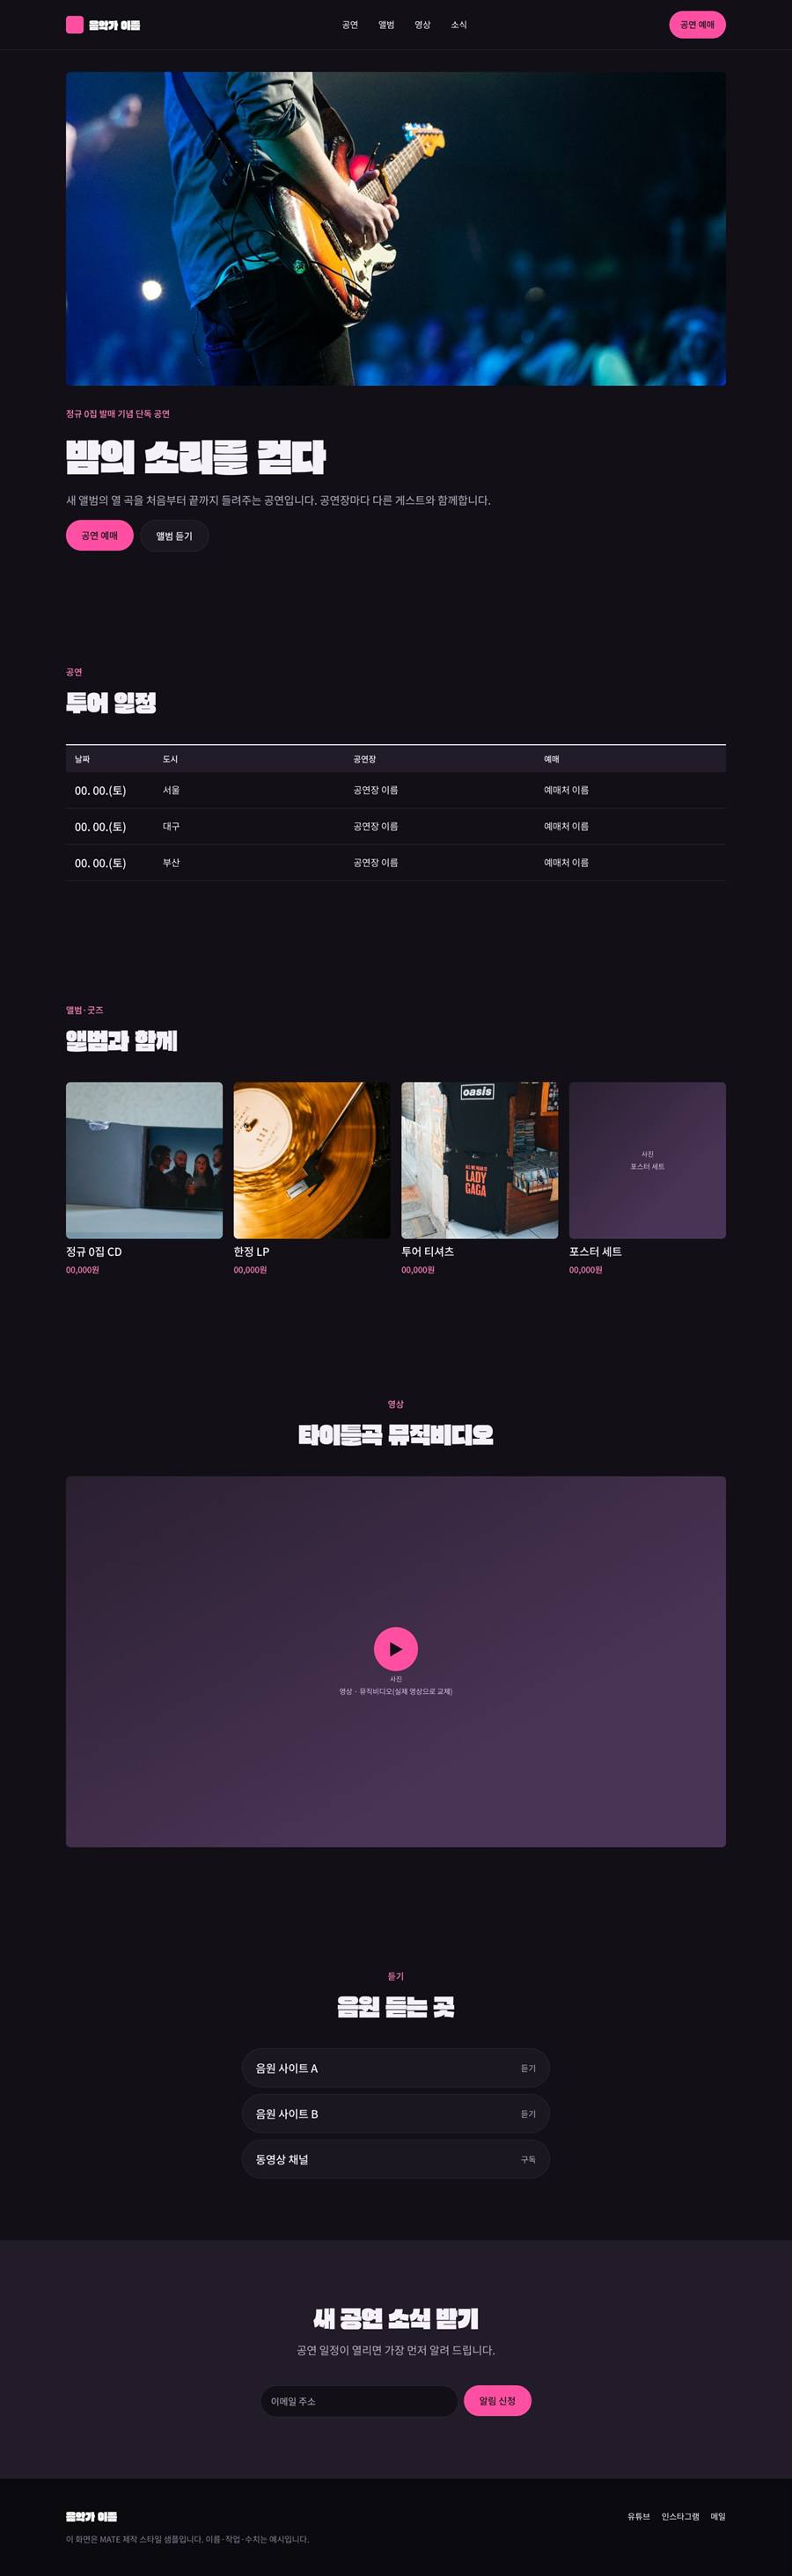 음악가 이름
공연 앨범 영상 소식
공연 예매
정규 0집 발매 기념 단독 공연
밤의 소리를 걷다
새 앨범의 열 곡을 처음부터 끝까지 들려주는 공연입니다. 공연장마다 다른 게스트와 함께합니다.
공연 예매 앨범 듣기
공연
투어 일정
날짜 도시 공연장 예매
00. 00.(토) 서울 공연장 이름 예매처 이름
00. 00.(토) 대구 공연장 이름 예매처 이름
00. 00.(토) 부산 공연장 이름 예매처 이름
앨범·굿즈
앨범과 함께
oasis
LADY
GAGA
사진
포스터 세트
정규 0집 CD 한정 LP 투어 티셔츠 포스터 세트
00,000원 00,000원 00,000원 00,000원
영상
타이틀곡 뮤직비디오
사진
영상 · 뮤직비디오(실제 영상으로 교체)
듣기
음원 듣는 곳
음원 사이트 A 듣기
음원 사이트 B 듣기
동영상 채널 구독
새 공연 소식 받기
공연 일정이 열리면 가장 먼저 알려 드립니다.
이메일 주소 알림 신청
음악가 이름
유튜브 인스타그램 메일
이 화면은 MATE 제작 스타일 샘플입니다. 이름·작업·수치는 예시입니다.